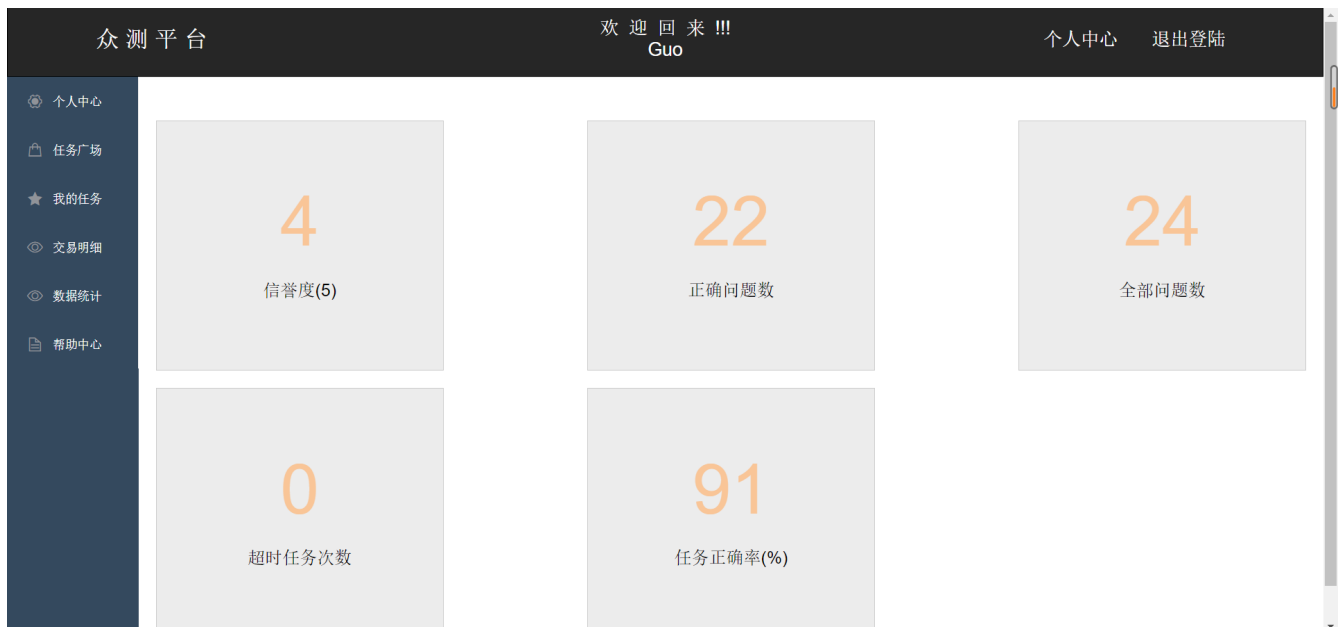 众测平台
欢迎回来!!!
Guo
个人中心
退出登陆
个人中心
任务广场
我的任务
交易明细
数据统计
帮助中心
4
信誉度(5)
22
正确问题数
24
全部问题数
0
超时任务次数
91
任务正确率(%)